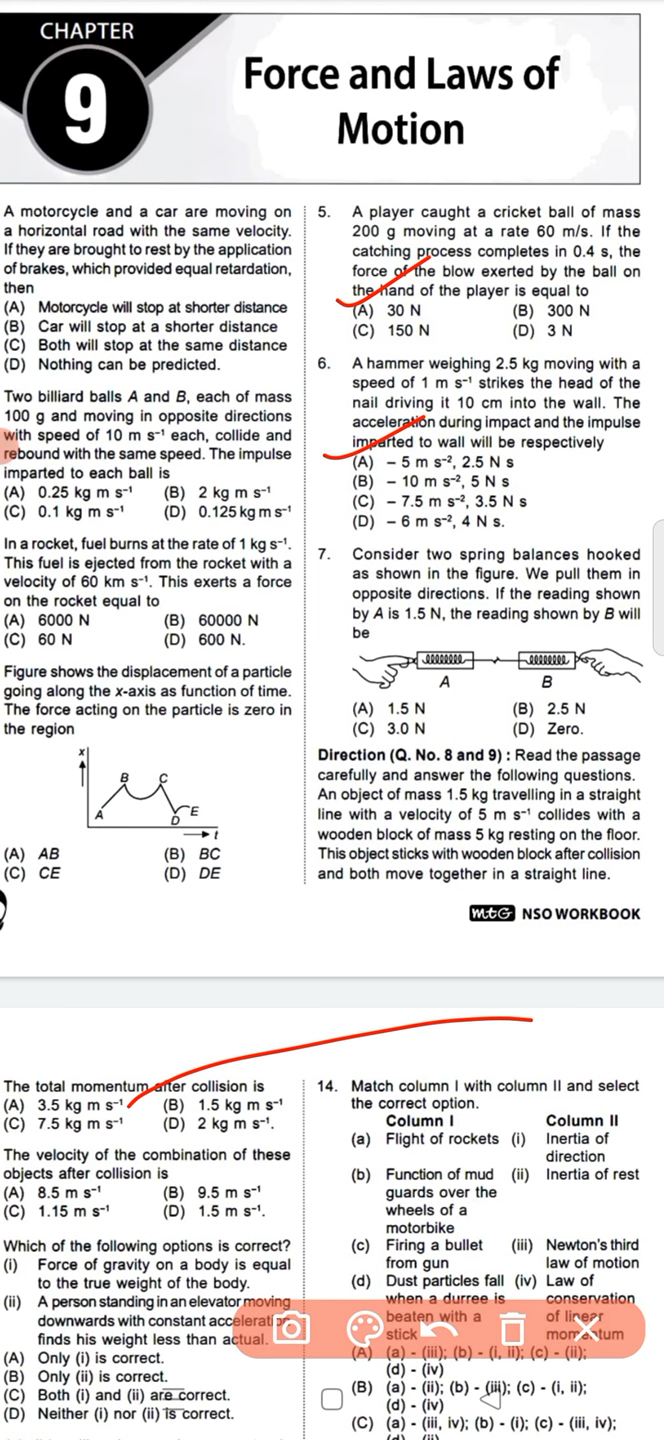 CHAPTER
9
Force and Laws of
Motion
A motorcycle and a car are moving on
a horizontal road with the same velocity.
If they are brought to rest by the application
of brakes, which provided equal retardation,
then
(A) Motorcycle will stop at shorter distance
(B) Car will stop at a shorter distance
(C) Both will stop at the same distance
(D) Nothing can be predicted.
Two billiard balls A and B, each of mass
100 g and moving in opposite directions
with speed of 10 m s⁻¹ each, collide and
rebound with the same speed. The impulse
imparted to each ball is
(A) 0.25 kg m s⁻¹ (B) 2 kg m s⁻¹
(C) 0.1 kg m s⁻¹ (D) 0.125 kg m s⁻¹
In a rocket, fuel burns at the rate of 1 kg s⁻¹.
This fuel is ejected from the rocket with a
velocity of 60 km s⁻¹. This exerts a force
on the rocket equal to
(A) 6000 N (B) 60000 N
(C) 60 N (D) 600 N.
Figure shows the displacement of a particle
going along the x-axis as function of time.
The force acting on the particle is zero in
the region
x
B C
A
D E
t
(A) AB (B) BC
(C) CE (D) DE
5. A player caught a cricket ball of mass
200 g moving at a rate 60 m/s. If the
catching process completes in 0.4 s, the
force of the blow exerted by the ball on
the hand of the player is equal to
(A) 30 N (B) 300 N
(C) 150 N (D) 3 N
6. A hammer weighing 2.5 kg moving with a
speed of 1 m s⁻¹ strikes the head of the
nail driving it 10 cm into the wall. The
acceleration during impact and the impulse
imparted to wall will be respectively
(A) – 5 m s⁻², 2.5 N s
(B) – 10 m s⁻², 5 N s
(C) – 7.5 m s⁻², 3.5 N s
(D) – 6 m s⁻², 4 N s.
7. Consider two spring balances hooked
as shown in the figure. We pull them in
opposite directions. If the reading shown
by A is 1.5 N, the reading shown by B will
be
A B
(A) 1.5 N (B) 2.5 N
(C) 3.0 N (D) Zero.
Direction (Q. No. 8 and 9) : Read the passage
carefully and answer the following questions.
An object of mass 1.5 kg travelling in a straight
line with a velocity of 5 m s⁻¹ collides with a
wooden block of mass 5 kg resting on the floor.
This object sticks with wooden block after collision
and both move together in a straight line.
mtG NSO WORKBOOK
The total momentum after collision is
(A) 3.5 kg m s⁻¹ (B) 1.5 kg m s⁻¹
(C) 7.5 kg m s⁻¹ (D) 2 kg m s⁻¹.
The velocity of the combination of these
objects after collision is
(A) 8.5 m s⁻¹ (B) 9.5 m s⁻¹
(C) 1.15 m s⁻¹ (D) 1.5 m s⁻¹.
Which of the following options is correct?
(i) Force of gravity on a body is equal
to the true weight of the body.
(ii) A person standing in an elevator moving
downwards with constant acceleration
finds his weight less than actual.
(A) Only (i) is correct.
(B) Only (ii) is correct.
(C) Both (i) and (ii) are correct.
(D) Neither (i) nor (ii) is correct.
14. Match column I with column II and select
the correct option.
Column I Column II
(a) Flight of rockets (i) Inertia of
direction
(b) Function of mud (ii) Inertia of rest
guards over the
wheels of a
motorbike
(c) Firing a bullet (iii) Newton's third
from gun law of motion
(d) Dust particles fall (iv) Law of
when a durree is conservation
beaten with a of linear
stick momentum
(A) (a) - (iii); (b) - (i, ii); (c) - (ii);
(d) - (iv)
(B) (a) - (ii); (b) - (iii); (c) - (i, ii);
(d) - (iv)
(C) (a) - (iii, iv); (b) - (i); (c) - (iii, iv);